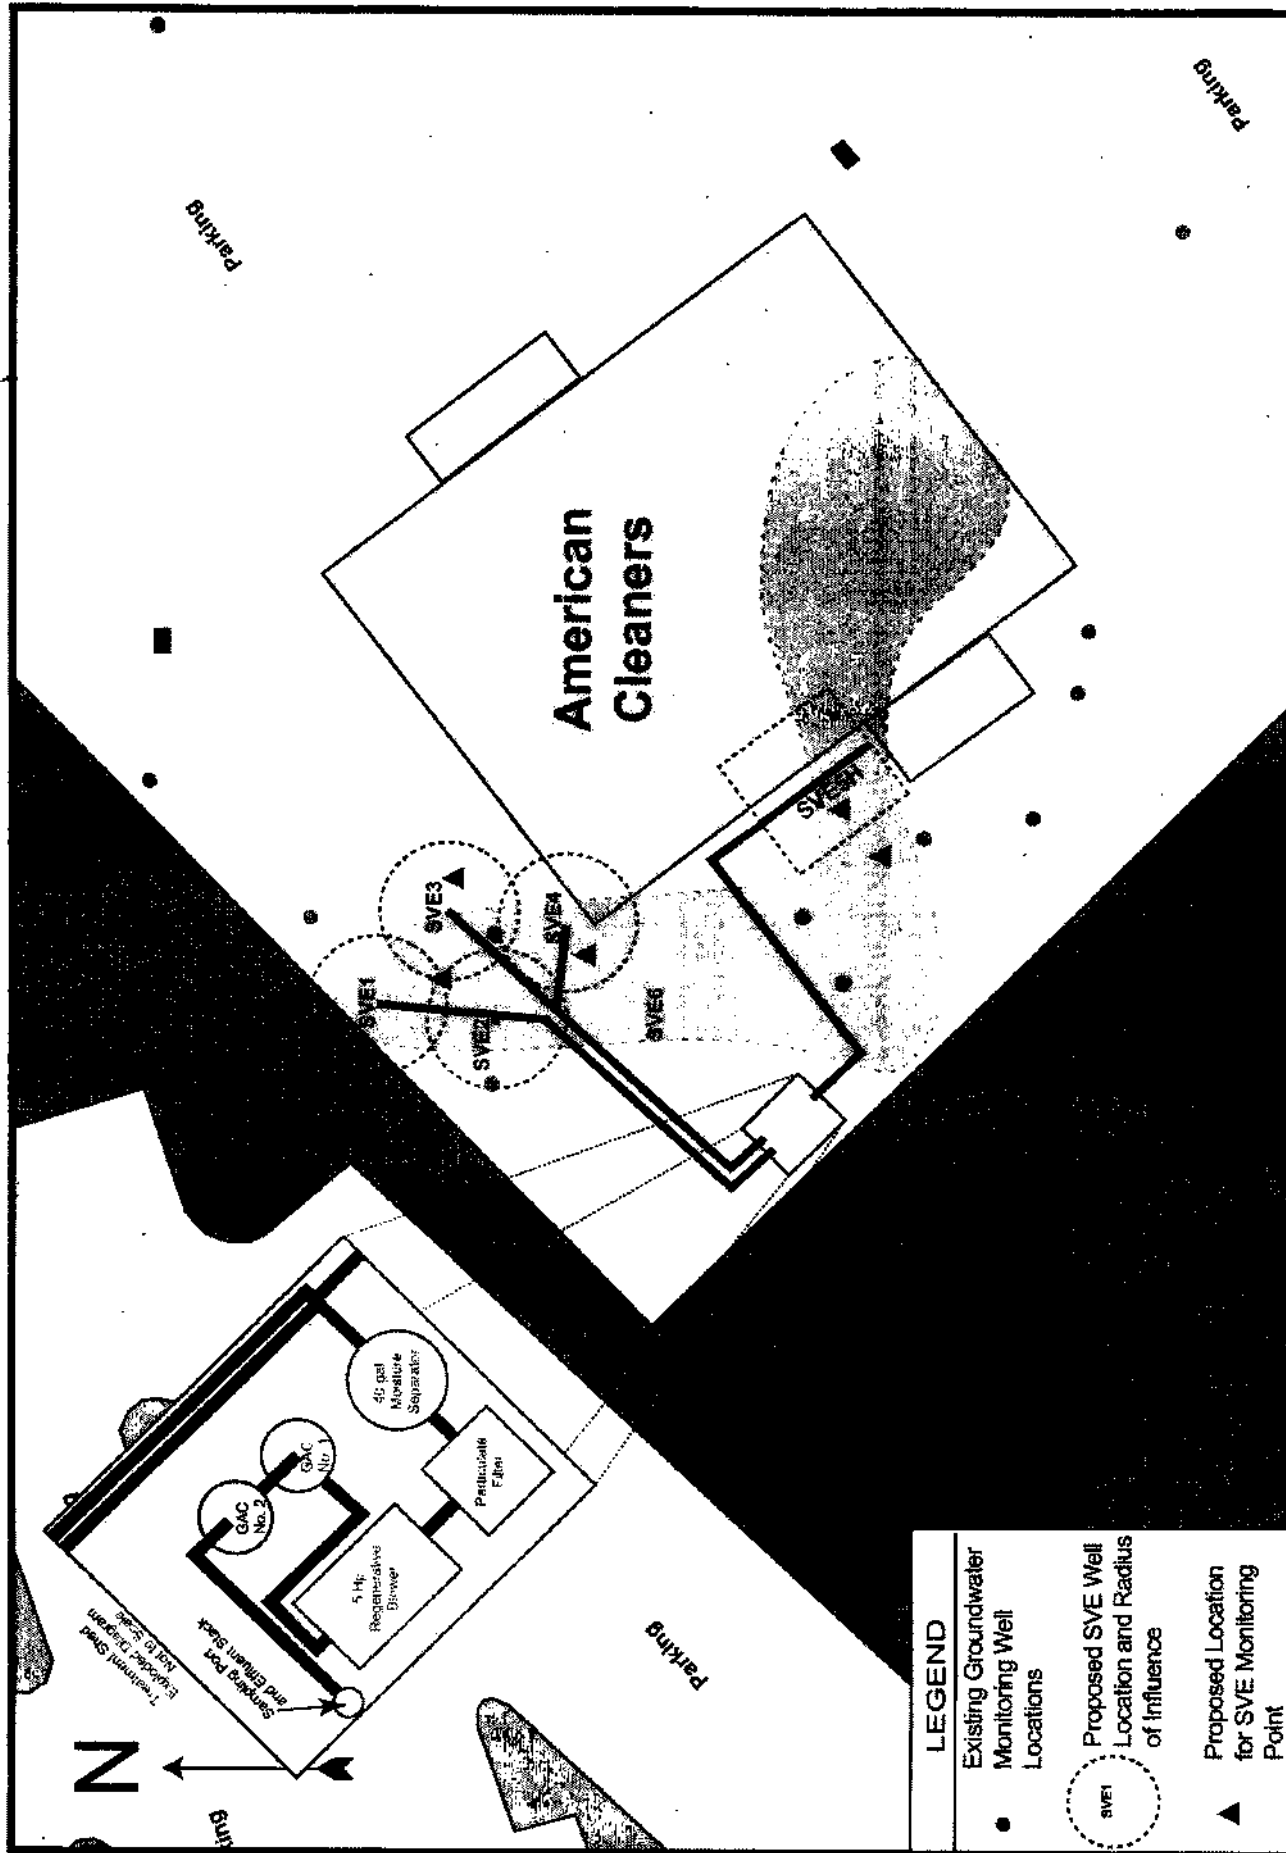 N
Treatment Shed
Exploded Diagram
Not to Scale
Sampling Port
and Effluent Stack
GAC
No. 2
GAC
No. 1
40 gal
Moisture
Separator
Particulate
Filter
5 Hp
Regenerative
Blower
Parking
Parking
Parking
king
American
Cleaners
SVE1
SVE2
SVE3
SVE4
LEGEND
Existing Groundwater
Monitoring Well
Locations
SVE1
Proposed SVE Well
Location and Radius
of Influence
Proposed Location
for SVE Monitoring
Point